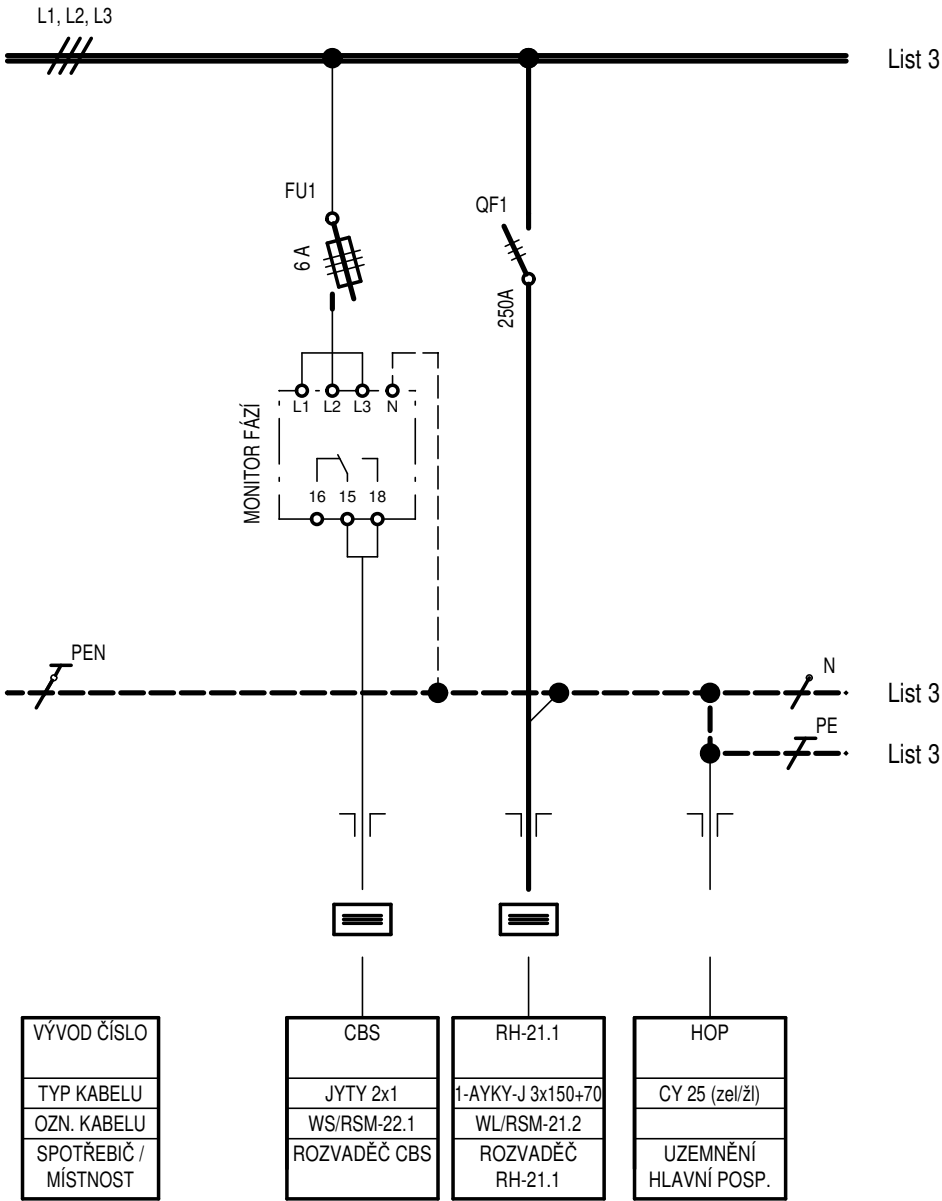 L1, L2, L3
List 3
FU1
6 A
QF1
250A
L1 L2 L3 N
MONITOR FÁZÍ
16 15 18
PEN
N
List 3
PE
List 3
VÝVOD ČÍSLO
CBS
RH-21.1
HOP
TYP KABELU
JYTY 2x1
1-AYKY-J 3x150+70
CY 25 (zel/žl)
OZN. KABELU
WS/RSM-22.1
WL/RSM-21.2
SPOTŘEBIČ /
MÍSTNOST
ROZVADĚČ CBS
ROZVADĚČ
RH-21.1
UZEMNĚNÍ
HLAVNÍ POSP.